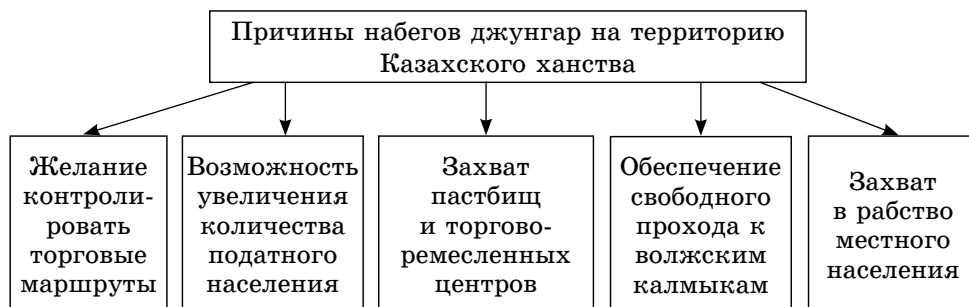 Причины набегов джунгар на территорию
Казахского ханства
Желание
контроли-
ровать
торговые
маршруты
Возможность
увеличения
количества
податного
населения
Захват
пастбищ
и торгово-
ремесленных
центров
Обеспечение
свободного
прохода к
волжским
калмыкам
Захват
в рабство
местного
населения